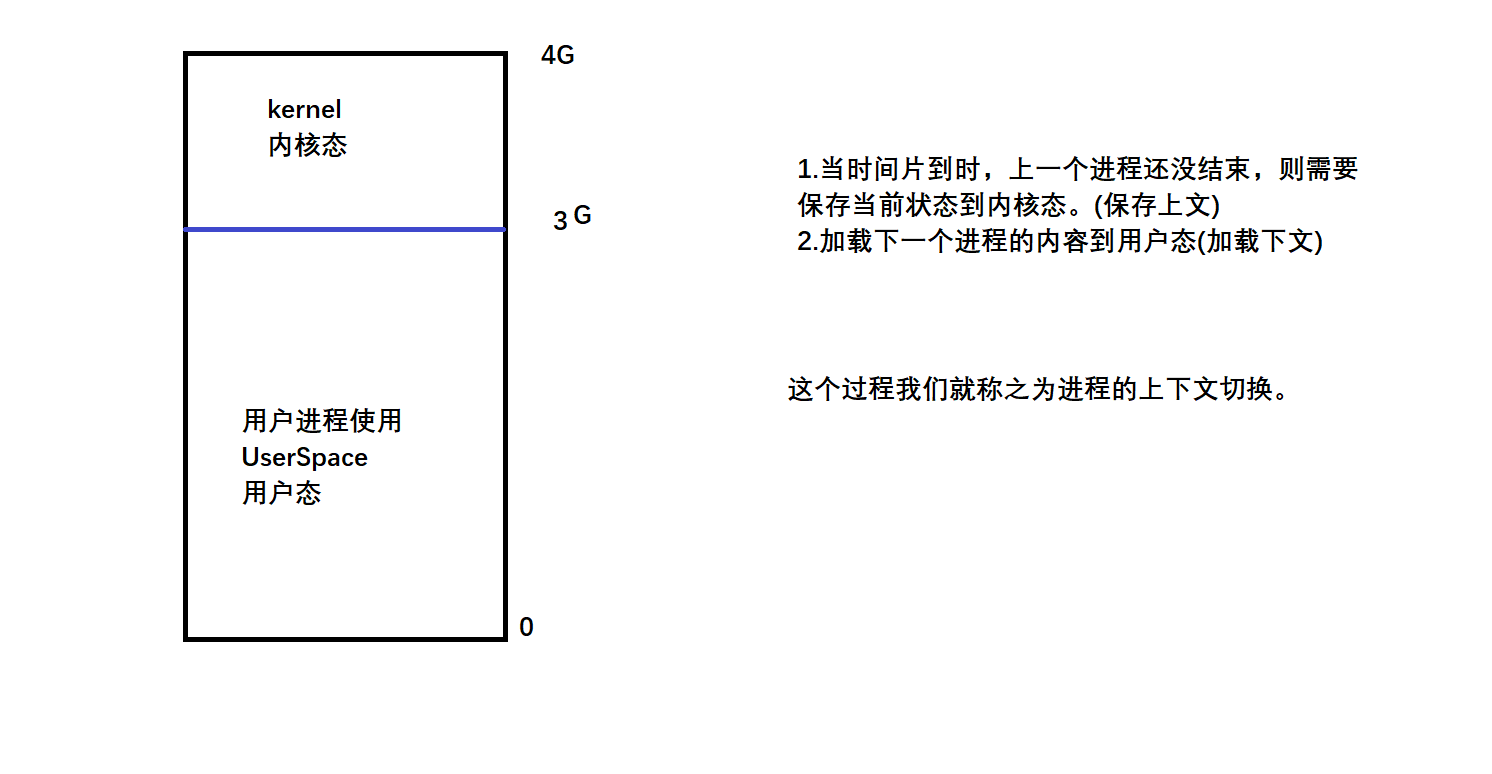 4G
kernel
内核态
3 G
用户进程使用
UserSpace
用户态
0
1.当时间片到时，上一个进程还没结束，则需要
保存当前状态到内核态。(保存上文)
2.加载下一个进程的内容到用户态(加载下文)
这个过程我们就称之为进程的上下文切换。